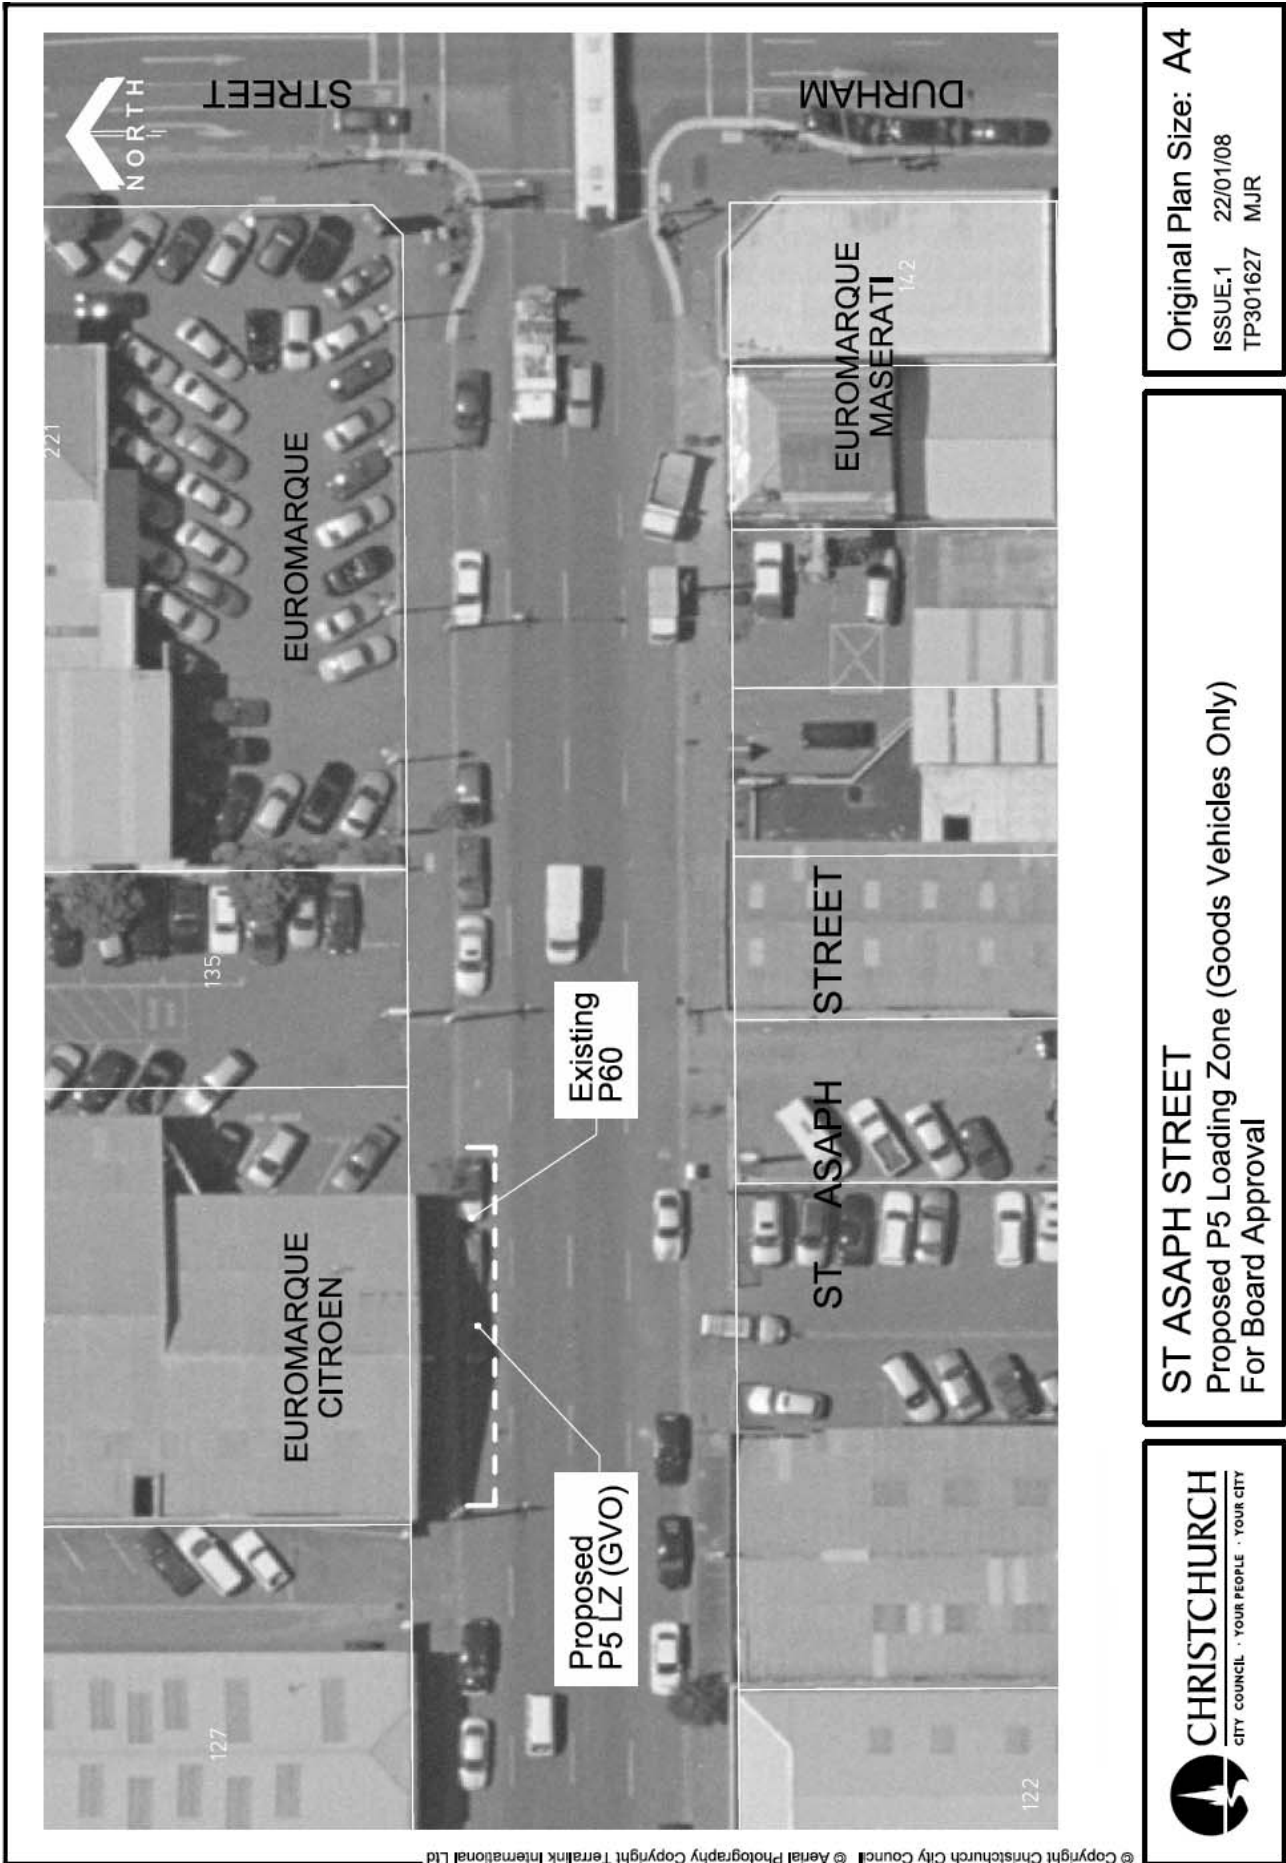 NORTH
DURHAM
STREET
221
EUROMARQUE
135
EUROMARQUE
CITROEN
127
EUROMARQUE
MASERATI
142
ST ASAPH STREET
122
Existing
P60
Proposed
P5 LZ (GVO)
CHRISTCHURCH
CITY COUNCIL · YOUR PEOPLE · YOUR CITY
ST ASAPH STREET
Proposed P5 Loading Zone (Goods Vehicles Only)
For Board Approval
Original Plan Size: A4
ISSUE.1 22/01/08
TP301627 MJR
© Copyright Christchurch City Council © Aerial Photography Copyright Terralink International Ltd